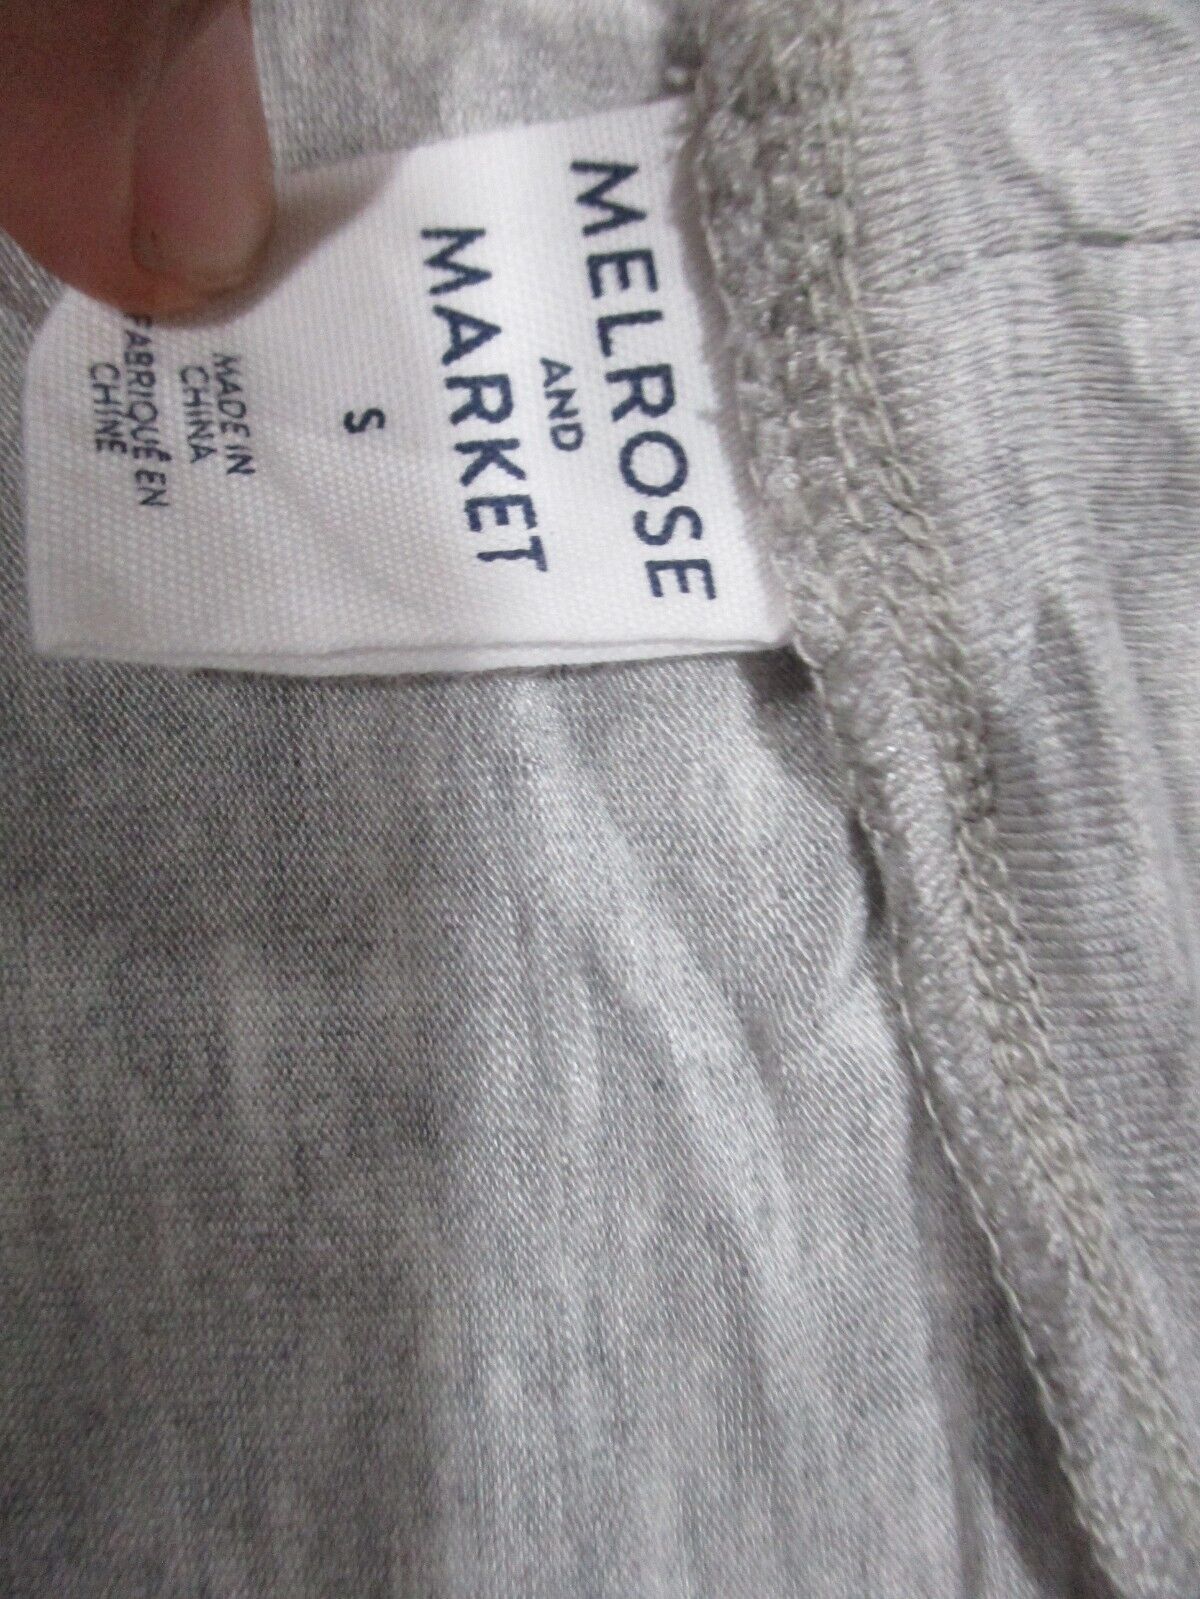 MELROSE
AND
MARKET
S
MADE IN
CHINA
FABRIQUÉ EN
CHINE